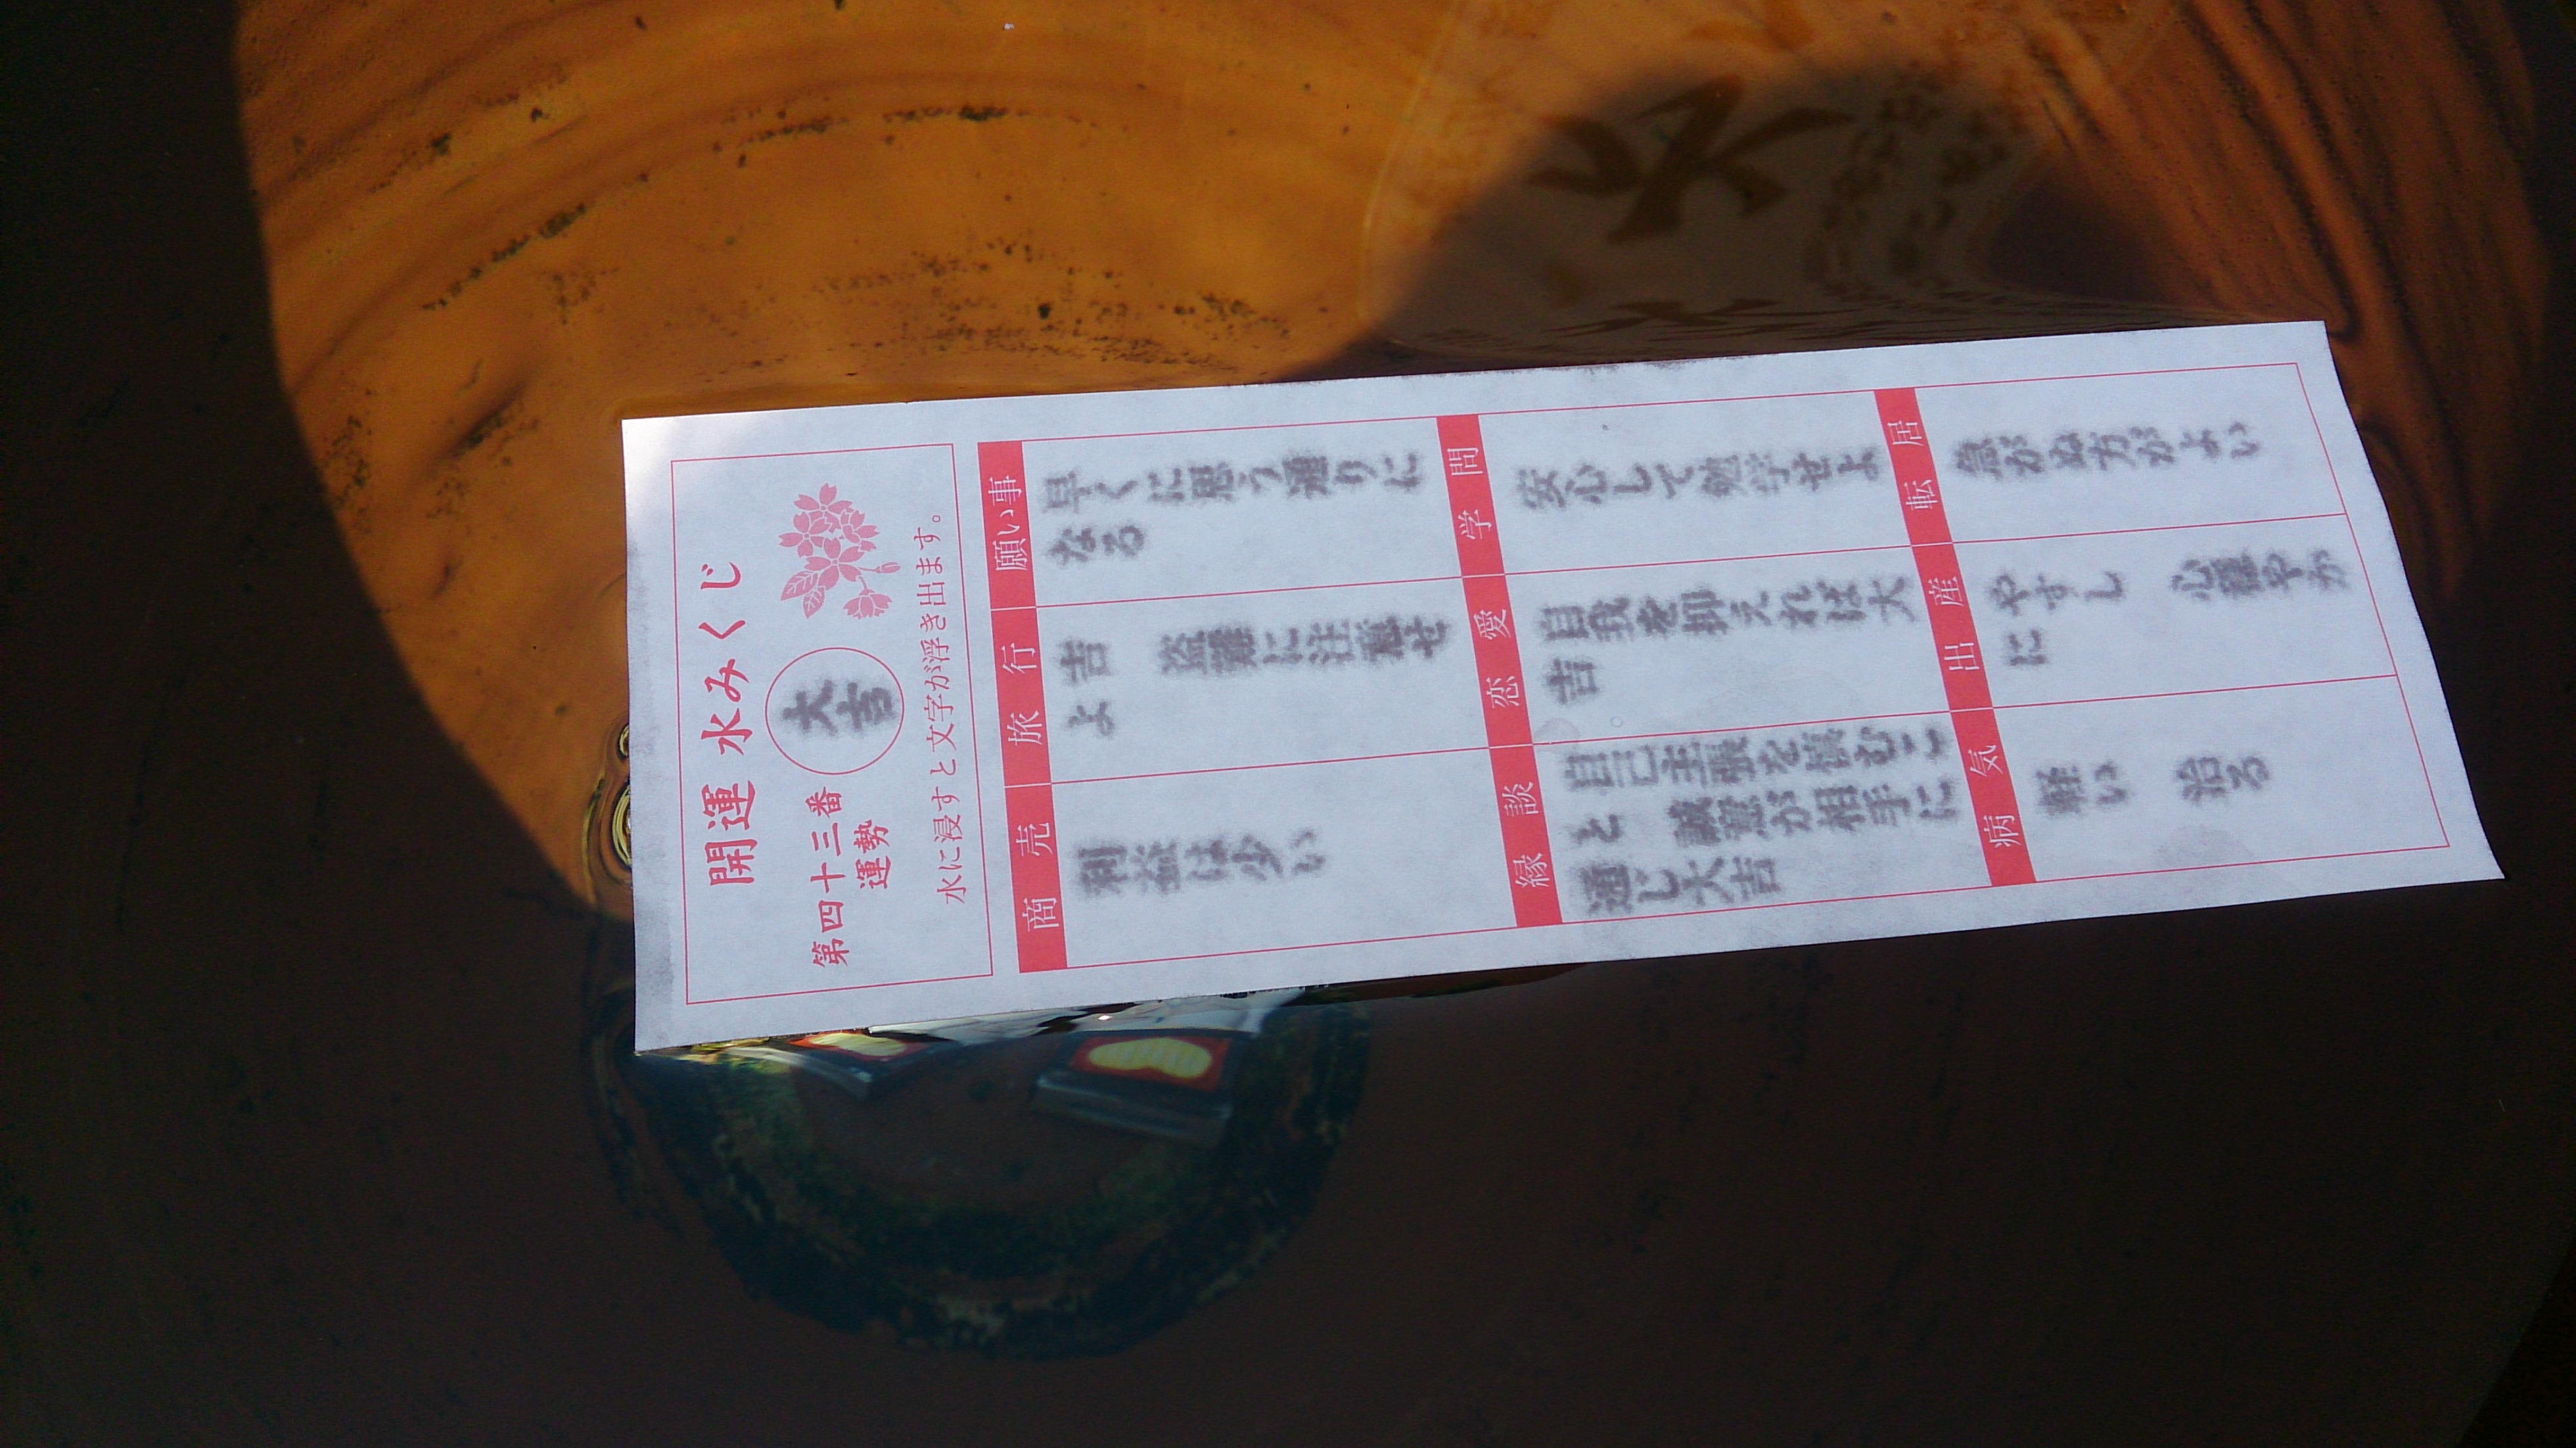 開運 水みくじ
第四十三番
運勢
大吉
水に浸すと文字が浮き出ます。
願い事
早くに思う通りに
なる
旅行
吉 盗難に注意せ
よ
商売
利益は少い
学問
安心して勉学せよ
恋愛
自我を抑えれば大
吉
縁談
自己主張を慎むこ
と 誠意が相手に
通じ大吉
転居
急がぬ方がよい
出産
やすし 心穏やか
に
病気
軽い 治る
水